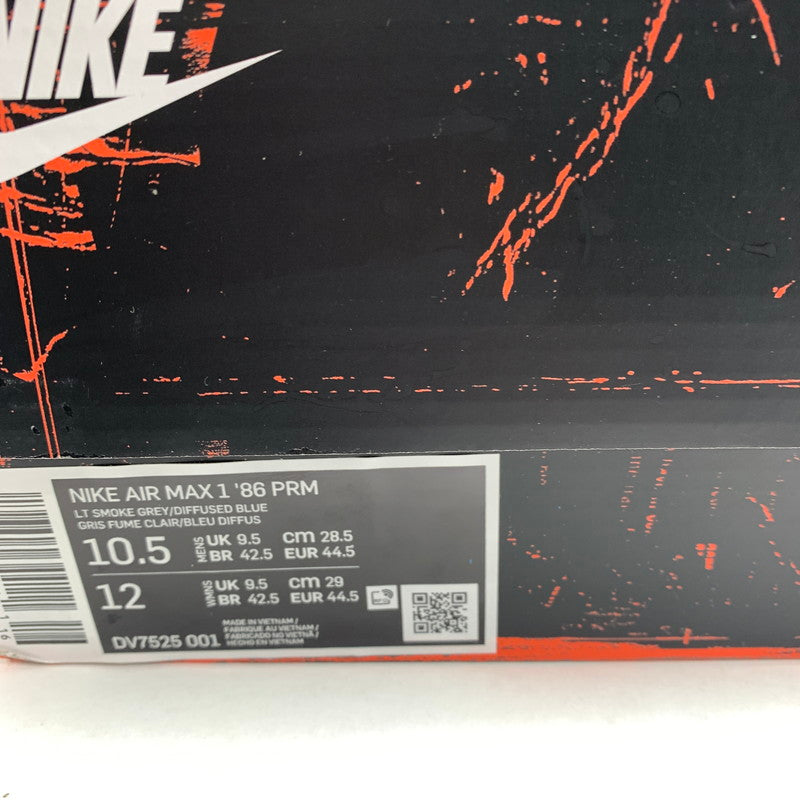 NIKE
NIKE AIR MAX 1 '86 PRM
LT SMOKE GREY/DIFFUSED BLUE
GRIS FUME CLAIR/BLEU DIFFUS
10.5 MENS UK 9.5 CM 28.5
BR 42.5 EUR 44.5
12 WMNS UK 9.5 CM 29
BR 42.5 EUR 44.5
DV7525 001
MADE IN VIETNAM /
FABRIQUE AU VIETNAM /
FABRICADO NO VIETNÃ /
HECHO EN VIETNAM